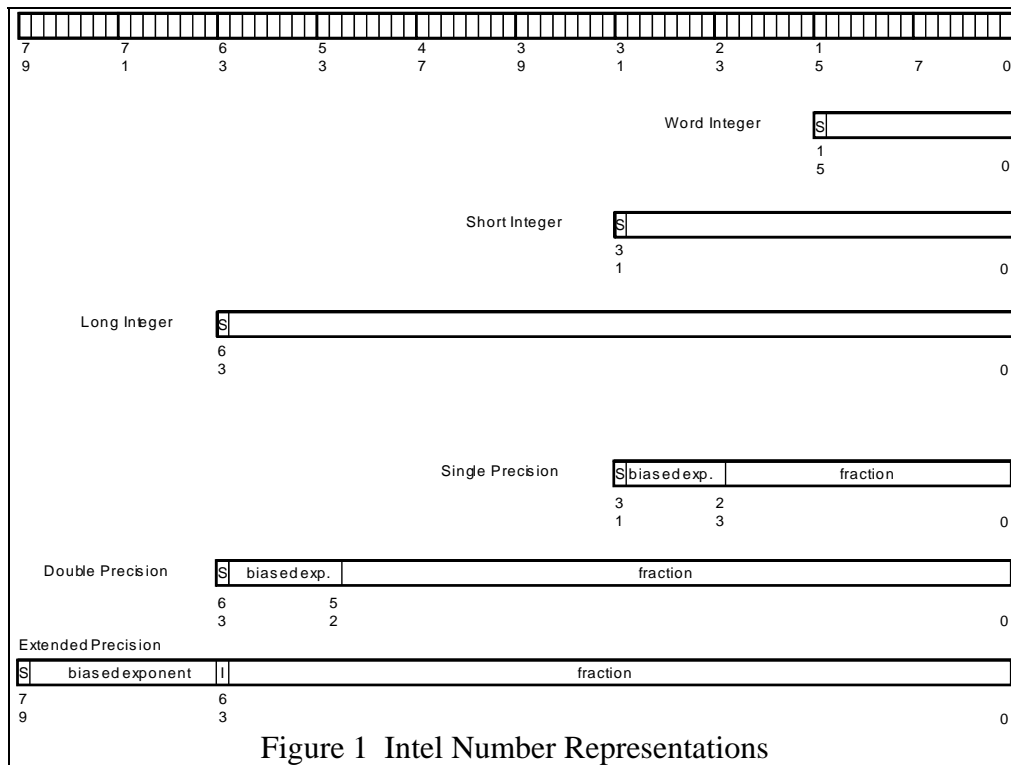 7 7 6 5 4 3 3 2 1
9 1 3 3 7 9 1 3 5 7 0
Word Integer S
1
5 0
Short Integer S
3
1 0
Long Integer S
6
3 0
Single Precision S biased exp. fraction
3 2
1 3 0
Double Precision S biased exp. fraction
6 5
3 2 0
Extended Precision
S biased exponent I fraction
7 6
9 3 0
Figure 1 Intel Number Representations